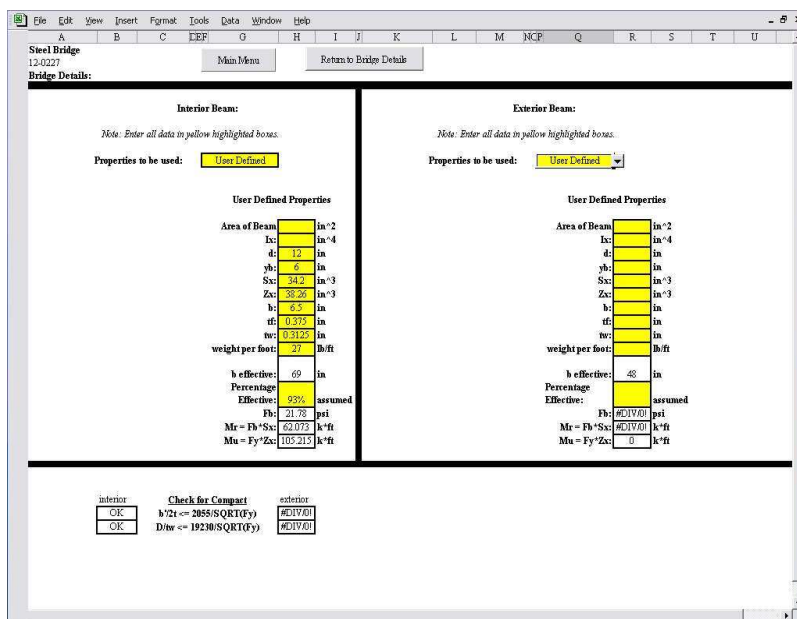 File Edit View Insert Format Tools Data Window Help
A B C D E F G H I J K L M N O P Q R S T U
Steel Bridge
12-0227
Main Menu Return to Bridge Details
Bridge Details:
Interior Beam: Exterior Beam:
Note: Enter all data in yellow highlighted boxes. Note: Enter all data in yellow highlighted boxes.
Properties to be used: User Defined Properties to be used: User Defined
User Defined Properties User Defined Properties
Area of Beam in^2 Area of Beam in^2
Ix: in^4 Ix: in^4
d: 12 in d: in
yb: 6 in yb: in
Sx: 34.2 in^3 Sx: in^3
Zx: 38.26 in^3 Zx: in^3
b: 6.5 in b: in
tf: 0.375 in tf: in
tw: 0.3125 in tw: in
weight per foot: 27 lb/ft weight per foot: lb/ft
b effective: 69 in b effective: 48 in
Percentage Percentage
Effective: 93% assumed Effective: assumed
Fb: 21.78 psi Fb: #DIV/0! psi
Mr = Fb*Sx: 62.073 k*ft Mr = Fb*Sx: #DIV/0! k*ft
Mu = Fy*Zx: 105.215 k*ft Mu = Fy*Zx: 0 k*ft
interior Check for Compact exterior
OK b'/2t <= 2055/SQRT(Fy) #DIV/0!
OK D/tw <= 19230/SQRT(Fy) #DIV/0!